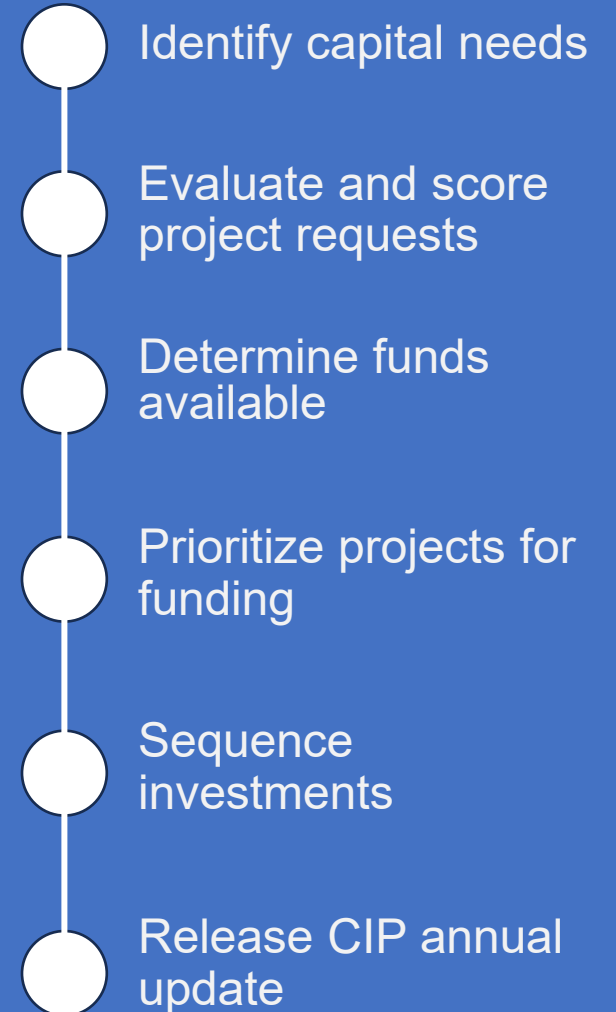 Identify capital needs
Evaluate and score
project requests
Determine funds
available
Prioritize projects for
funding
Sequence
investments
Release CIP annual
update